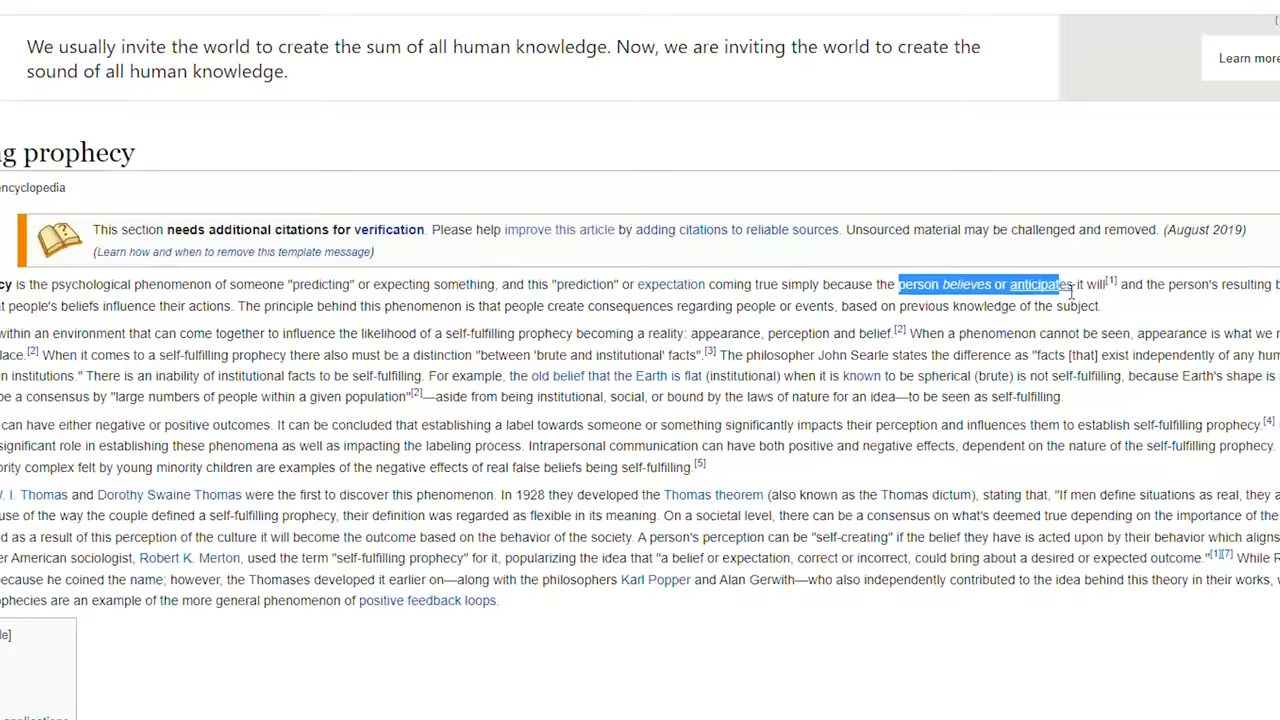 We usually invite the world to create the sum of all human knowledge. Now, we are inviting the world to create the
sound of all human knowledge.
Learn more
g prophecy
encyclopedia
This section needs additional citations for verification. Please help improve this article by adding citations to reliable sources. Unsourced material may be challenged and removed. (August 2019)
(Learn how and when to remove this template message)
cy is the psychological phenomenon of someone "predicting" or expecting something, and this "prediction" or expectation coming true simply because the person believes or anticipates it will[1] and the person's resulting b
at people's beliefs influence their actions. The principle behind this phenomenon is that people create consequences regarding people or events, based on previous knowledge of the subject.
within an environment that can come together to influence the likelihood of a self-fulfilling prophecy becoming a reality: appearance, perception and belief.[2] When a phenomenon cannot be seen, appearance is what we r
lace.[2] When it comes to a self-fulfilling prophecy there also must be a distinction "between 'brute and institutional' facts".[3] The philosopher John Searle states the difference as "facts [that] exist independently of any hum
n institutions." There is an inability of institutional facts to be self-fulfilling. For example, the old belief that the Earth is flat (institutional) when it is known to be spherical (brute) is not self-fulfilling, because Earth's shape is
be a consensus by "large numbers of people within a given population"[2]—aside from being institutional, social, or bound by the laws of nature for an idea—to be seen as self-fulfilling.
can have either negative or positive outcomes. It can be concluded that establishing a label towards someone or something significantly impacts their perception and influences them to establish self-fulfilling prophecy.[4]
significant role in establishing these phenomena as well as impacting the labeling process. Intrapersonal communication can have both positive and negative effects, dependent on the nature of the self-fulfilling prophecy.
ority complex felt by young minority children are examples of the negative effects of real false beliefs being self-fulfilling.[5]
. I. Thomas and Dorothy Swaine Thomas were the first to discover this phenomenon. In 1928 they developed the Thomas theorem (also known as the Thomas dictum), stating that, "If men define situations as real, they a
use of the way the couple defined a self-fulfilling prophecy, their definition was regarded as flexible in its meaning. On a societal level, there can be a consensus on what's deemed true depending on the importance of the
d as a result of this perception of the culture it will become the outcome based on the behavior of the society. A person's perception can be "self-creating" if the belief they have is acted upon by their behavior which aligns
er American sociologist, Robert K. Merton, used the term "self-fulfilling prophecy" for it, popularizing the idea that "a belief or expectation, correct or incorrect, could bring about a desired or expected outcome."[1][7] While R
because he coined the name; however, the Thomases developed it earlier on—along with the philosophers Karl Popper and Alan Gerwith—who also independently contributed to the idea behind this theory in their works,
ophecies are an example of the more general phenomenon of positive feedback loops.
de]